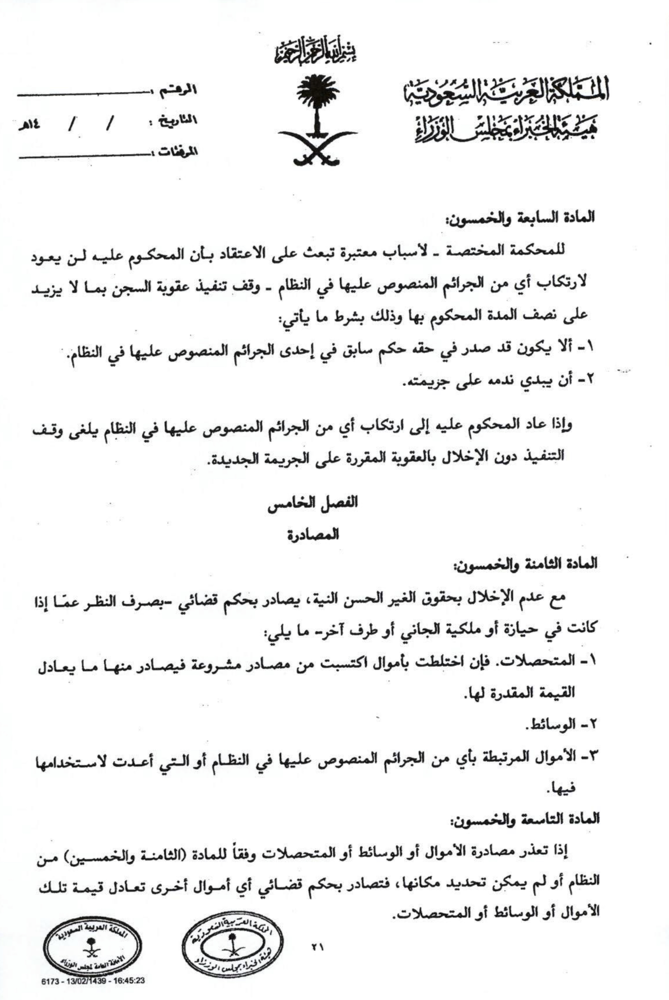 بسم الله الرحمن الرحيم
المملكة العربية السعودية
هيئة الخبراء بمجلس الوزراء
الرقم :
التاريخ : / / ١٤هـ
المرفقات :
المادة السابعة والخمسون:
للمحكمة المختصة ـ لأسباب معتبرة تبعث على الاعتقاد بأن المحكوم عليه لن يعود
لارتكاب أي من الجرائم المنصوص عليها في النظام ـ وقف تنفيذ عقوبة السجن بما لا يزيد
على نصف المدة المحكوم بها وذلك بشرط ما يأتي:
١- ألا يكون قد صدر في حقه حكم سابق في إحدى الجرائم المنصوص عليها في النظام.
٢- أن يبدي ندمه على جريمته.
وإذا عاد المحكوم عليه إلى ارتكاب أي من الجرائم المنصوص عليها في النظام يلغى وقف
التنفيذ دون الإخلال بالعقوبة المقررة على الجريمة الجديدة.
الفصل الخامس
المصادرة
المادة الثامنة والخمسون:
مع عدم الإخلال بحقوق الغير الحسن النية، يصادر بحكم قضائي -بصرف النظر عمّا إذا
كانت في حيازة أو ملكية الجاني أو طرف آخر- ما يلي:
١- المتحصلات. فإن اختلطت بأموال اكتسبت من مصادر مشروعة فيصادر منها ما يعادل
القيمة المقدرة لها.
٢- الوسائط.
٣- الأموال المرتبطة بأي من الجرائم المنصوص عليها في النظام أو التي أعدت لاستخدامها
فيها.
المادة التاسعة والخمسون:
إذا تعذر مصادرة الأموال أو الوسائط أو المتحصلات وفقاً للمادة (الثامنة والخمسين) من
النظام أو لم يمكن تحديد مكانها، فتصادر بحكم قضائي أي أموال أخرى تعادل قيمة تلك
الأموال أو الوسائط أو المتحصلات.
٢١
المملكة العربية السعودية
هيئة الخبراء بمجلس الوزراء
المملكة العربية السعودية
الأمانة العامة لمجلس الوزراء
6173 - 13/02/1439 - 16:45:23